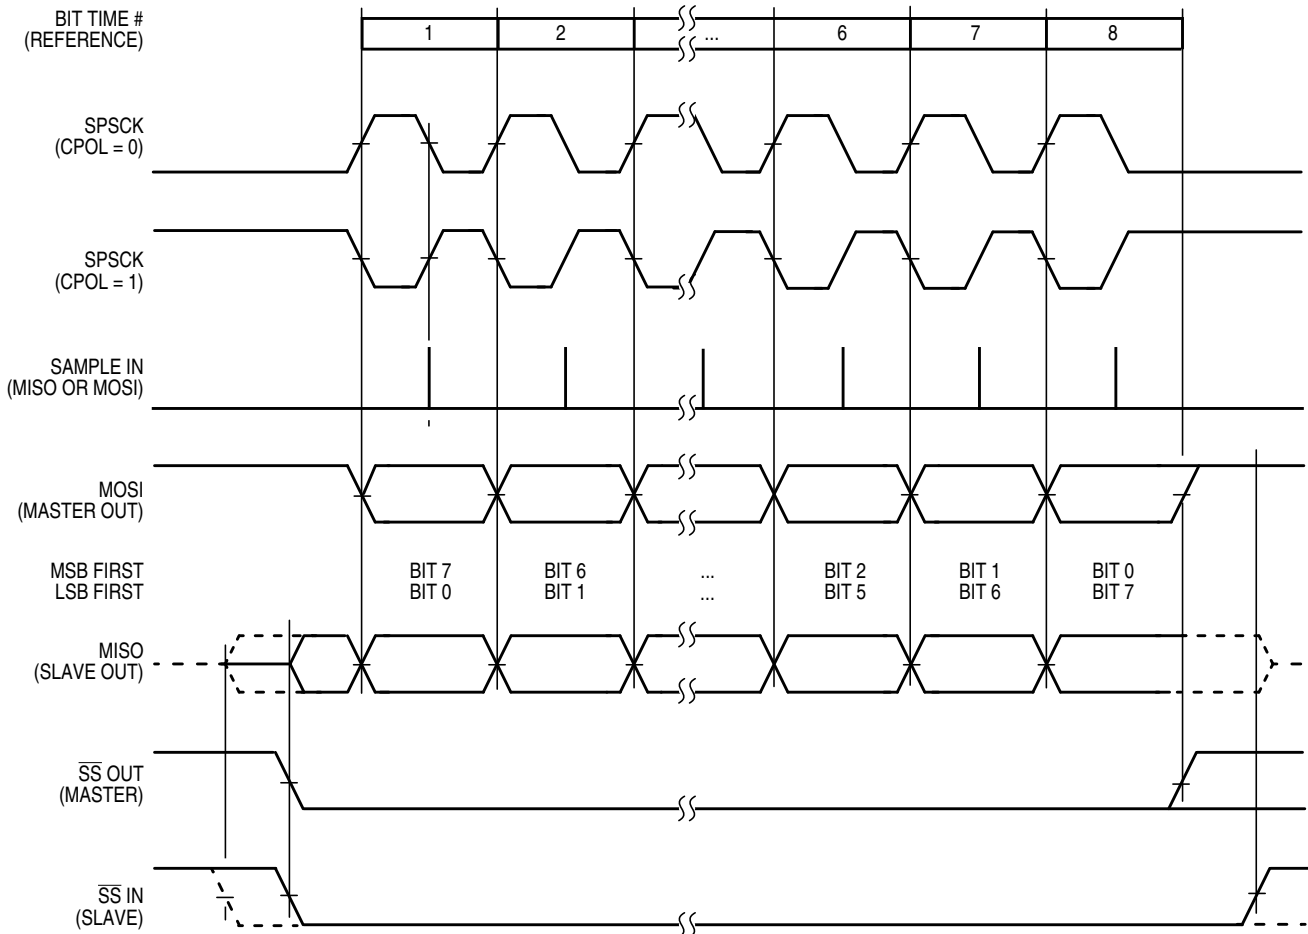 BIT TIME #
(REFERENCE)
1 2 ... 6 7 8
SPSCK
(CPOL = 0)
SPSCK
(CPOL = 1)
SAMPLE IN
(MISO OR MOSI)
MOSI
(MASTER OUT)
MSB FIRST BIT 7 BIT 6 ... BIT 2 BIT 1 BIT 0
LSB FIRST BIT 0 BIT 1 ... BIT 5 BIT 6 BIT 7
MISO
(SLAVE OUT)
S̅S̅ OUT
(MASTER)
S̅S̅ IN
(SLAVE)